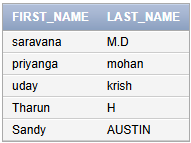 FIRST_NAME LAST_NAME
saravana M.D
priyanga mohan
uday krish
Tharun H
Sandy AUSTIN